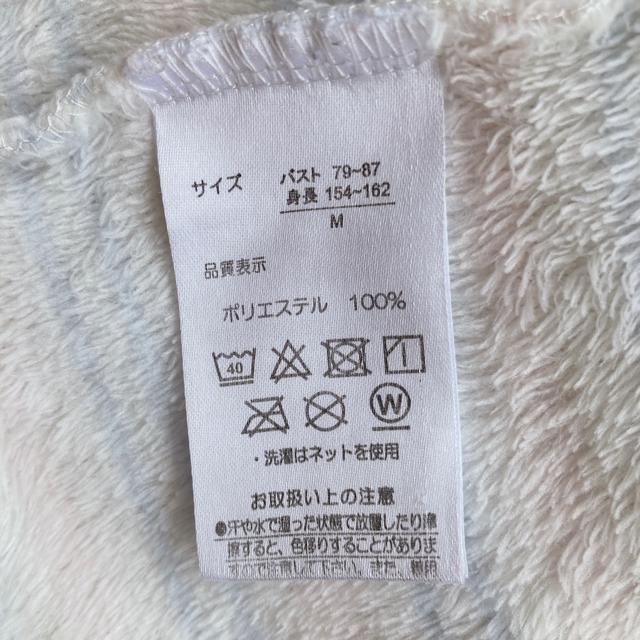 サイズ
バスト 79~87
身長 154~162
M
品質表示
ポリエステル 100%
40
W
・洗濯はネットを使用
お取扱い上の注意
●汗や水で湿った状態で放置したり摩
擦すると、色移りすることがありま